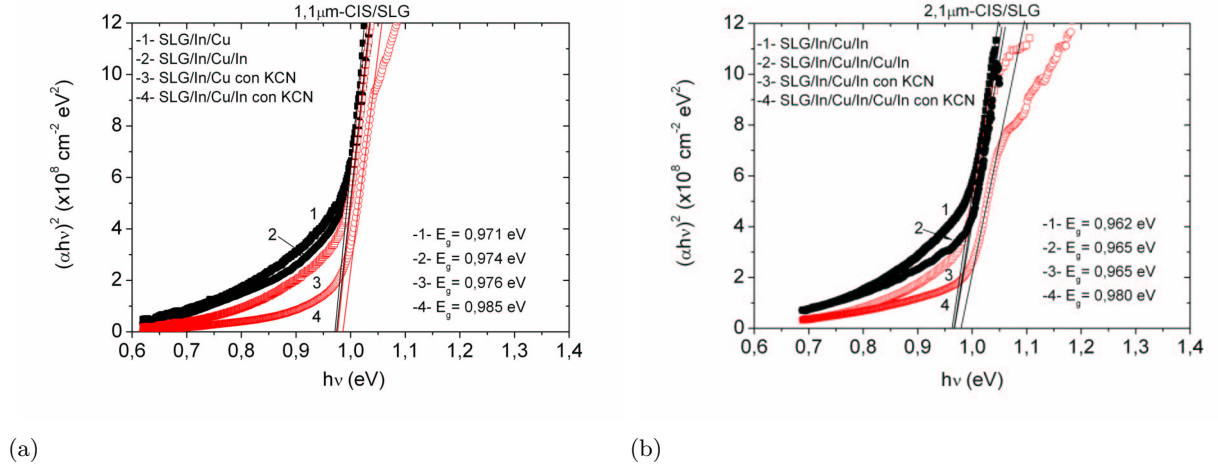 1,1µm-CIS/SLG
12
10
8
6
4
2
0
(αhν)² (x10⁸ cm⁻² eV²)
-1- SLG/In/Cu
-2- SLG/In/Cu/In
-3 - SLG/In/Cu con KCN
-4- SLG/In/Cu/In con KCN
1
2
3
4
-1- E_g = 0,971 eV
-2- E_g = 0,974 eV
-3- E_g = 0,976 eV
-4- E_g = 0,985 eV
0,6 0,7 0,8 0,9 1,0 1,1 1,2 1,3 1,4
hν (eV)
(a)
2,1µm-CIS/SLG
12
10
8
6
4
2
0
(αhν)² (x10⁸ cm⁻² eV²)
-1- SLG/In/Cu/In
-2- SLG/In/Cu/In/Cu/In
-3- SLG/In/Cu/In con KCN
-4- SLG/In/Cu/In/Cu/In con KCN
1
2
3
4
-1- E_g = 0,962 eV
-2- E_g = 0,965 eV
-3- E_g = 0,965 eV
-4- E_g = 0,980 eV
0,6 0,7 0,8 0,9 1,0 1,1 1,2 1,3 1,4
hν (eV)
(b)